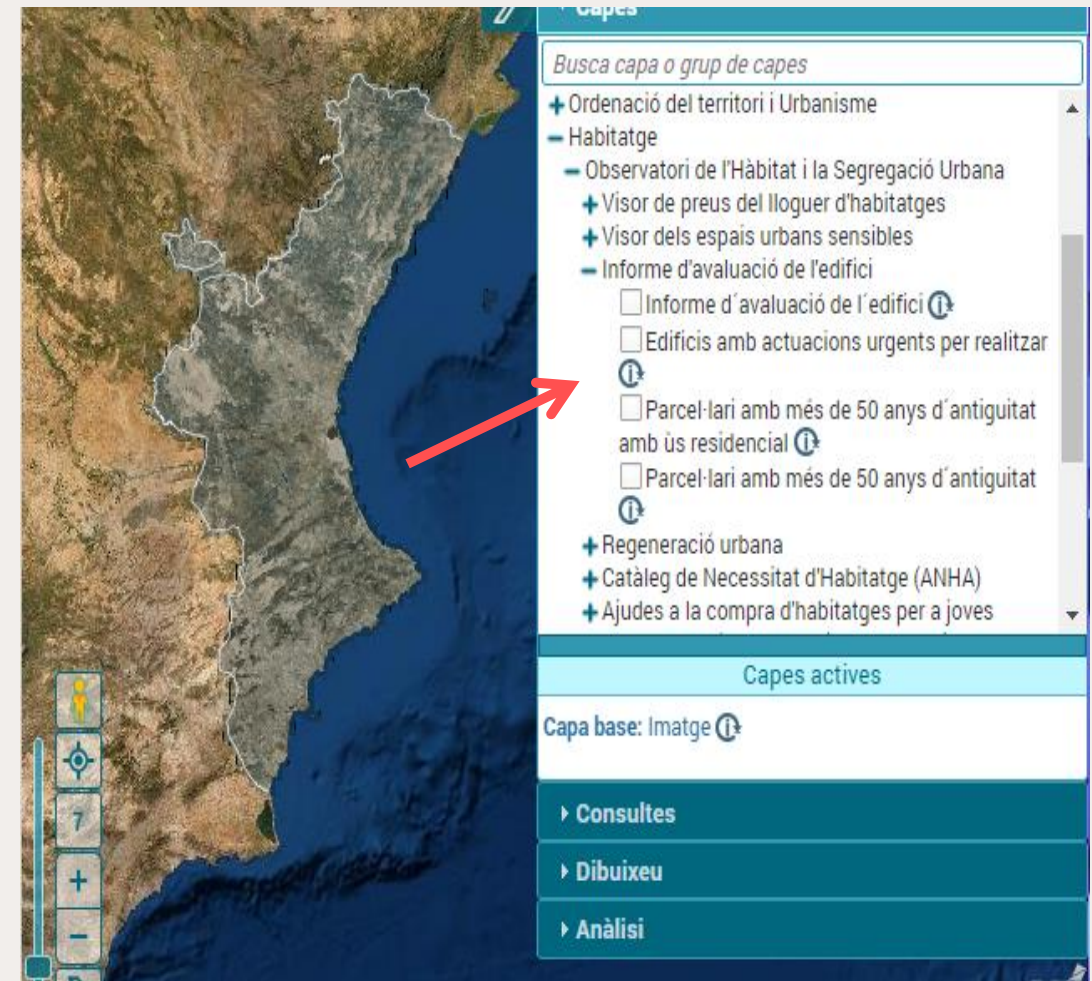 Capes
Busca capa o grup de capes
Ordenació del territori i Urbanisme
Habitatge
Observatori de l'Hàbitat i la Segregació Urbana
Visor de preus del lloguer d'habitatges
Visor dels espais urbans sensibles
Informe d'avaluació de l'edifici
Informe d´avaluació de l´edifici
Edificis amb actuacions urgents per realitzar
Parcel·lari amb més de 50 anys d´antiguitat
amb ùs residencial
Parcel·lari amb més de 50 anys d´antiguitat
Regeneració urbana
Catàleg de Necessitat d'Habitatge (ANHA)
Ajudes a la compra d'habitatges per a joves
Capes actives
Capa base: Imatge
7
Consultes
Dibuixeu
Anàlisi